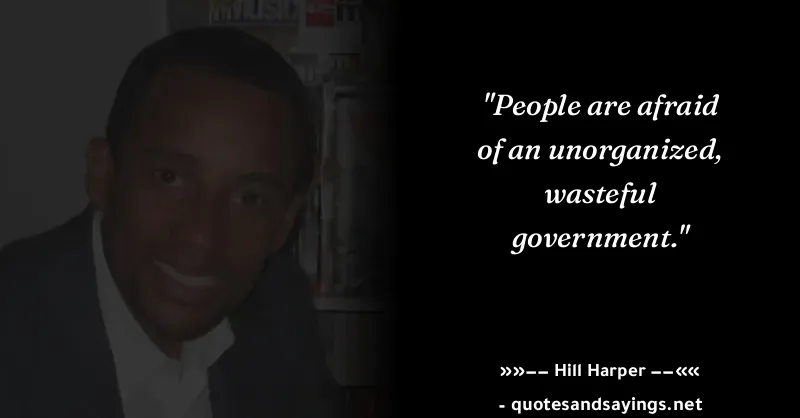 "People are afraid
of an unorganized,
wasteful
government."
»»–– Hill Harper ––««
- quotesandsayings.net